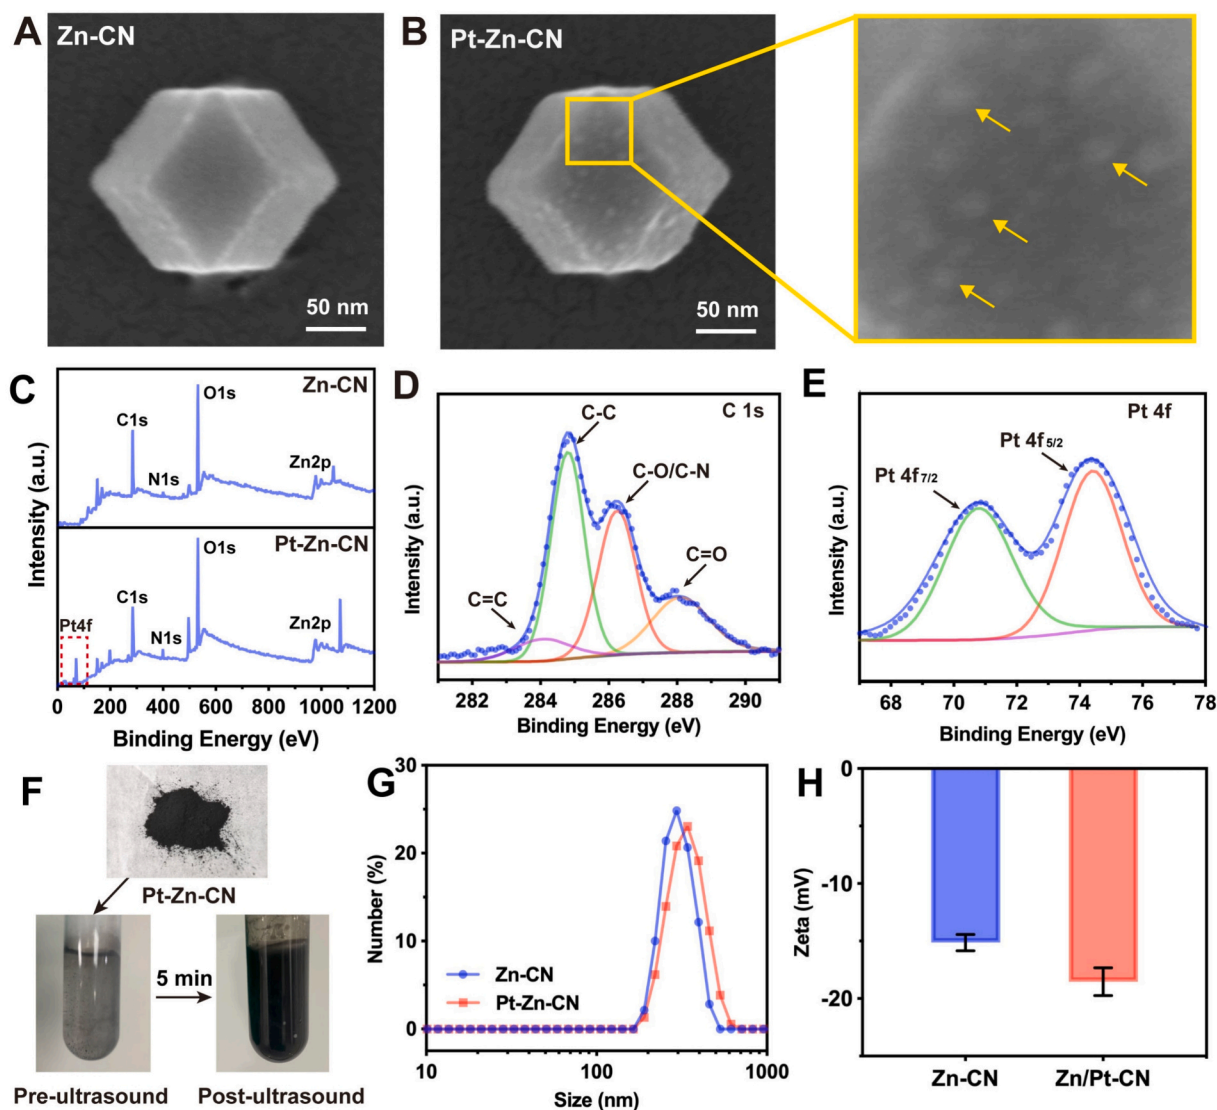 A
Zn-CN
50 nm
B
Pt-Zn-CN
50 nm
C
Zn-CN
O1s
C1s
N1s
Zn2p
Pt-Zn-CN
O1s
C1s
Pt4f
N1s
Zn2p
Intensity (a.u.)
0 200 400 600 800 1000 1200
Binding Energy (eV)
D
C 1s
C-C
C-O/C-N
C=O
C=C
Intensity (a.u.)
282 284 286 288 290
Binding Energy (eV)
E
Pt 4f
Pt 4f5/2
Pt 4f7/2
Intensity (a.u.)
68 70 72 74 76 78
Binding Energy (eV)
F
Pt-Zn-CN
5 min
Pre-ultrasound
Post-ultrasound
G
30
20
10
0
Number (%)
Zn-CN
Pt-Zn-CN
10 100 1000
Size (nm)
H
0
-10
-20
Zeta (mV)
Zn-CN
Zn/Pt-CN